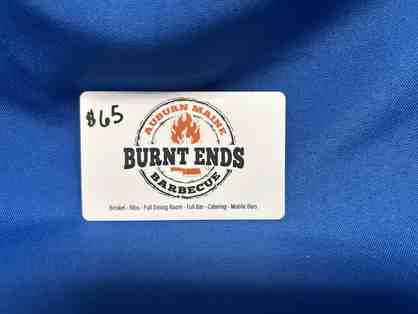 $65
AUBURN MAINE
BURNT ENDS
BARBECUE
Brisket - Ribs - Full Dining Room - Full Bar - Catering - Mobile Bars